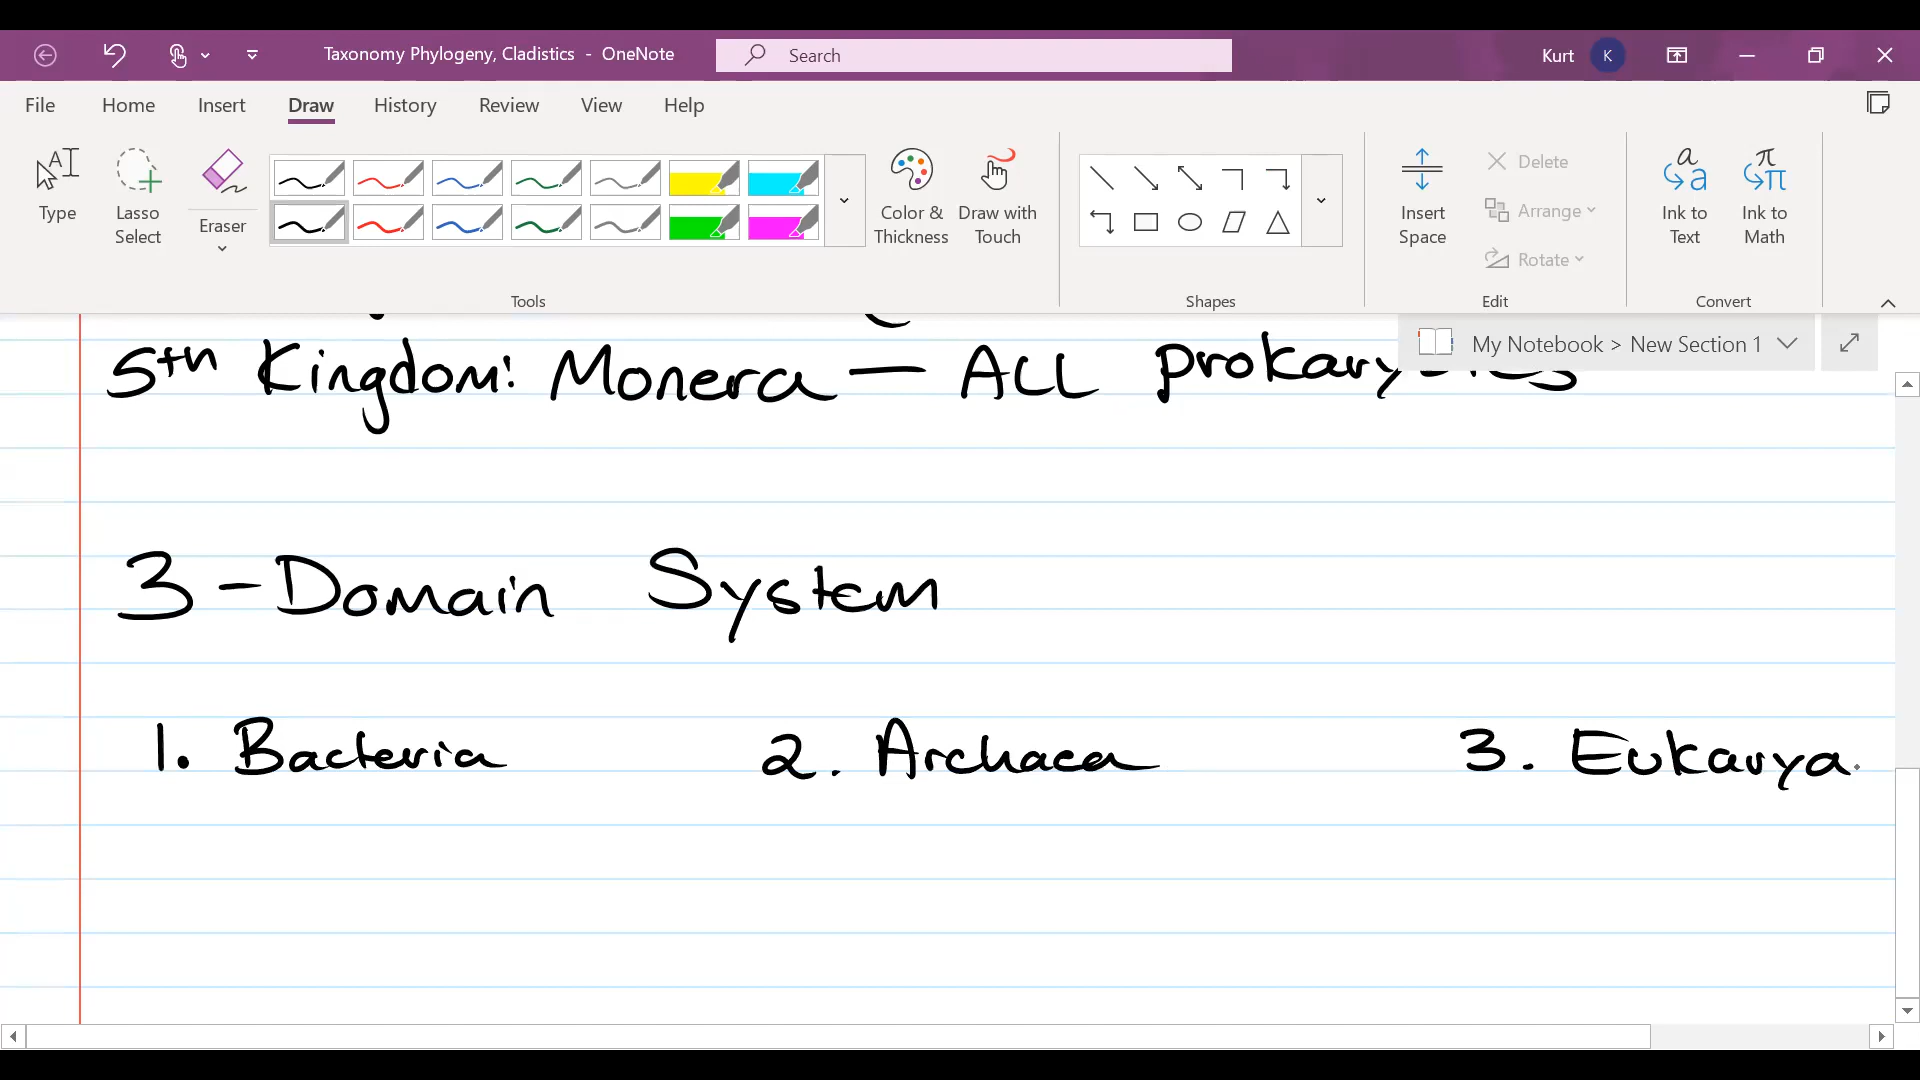 Taxonomy Phylogeny, Cladistics - OneNote
Search
Kurt K
File Home Insert Draw History Review View Help
Type
Lasso Select
Eraser
Color & Thickness
Draw with Touch
Insert Space
Delete
Arrange
Rotate
Ink to Text
Ink to Math
Tools
Shapes
Edit
Convert
My Notebook > New Section 1
5th Kingdom: Monera — ALL prokaryotes
3-Domain System
1. Bacteria 2. Archaea 3. Eukarya